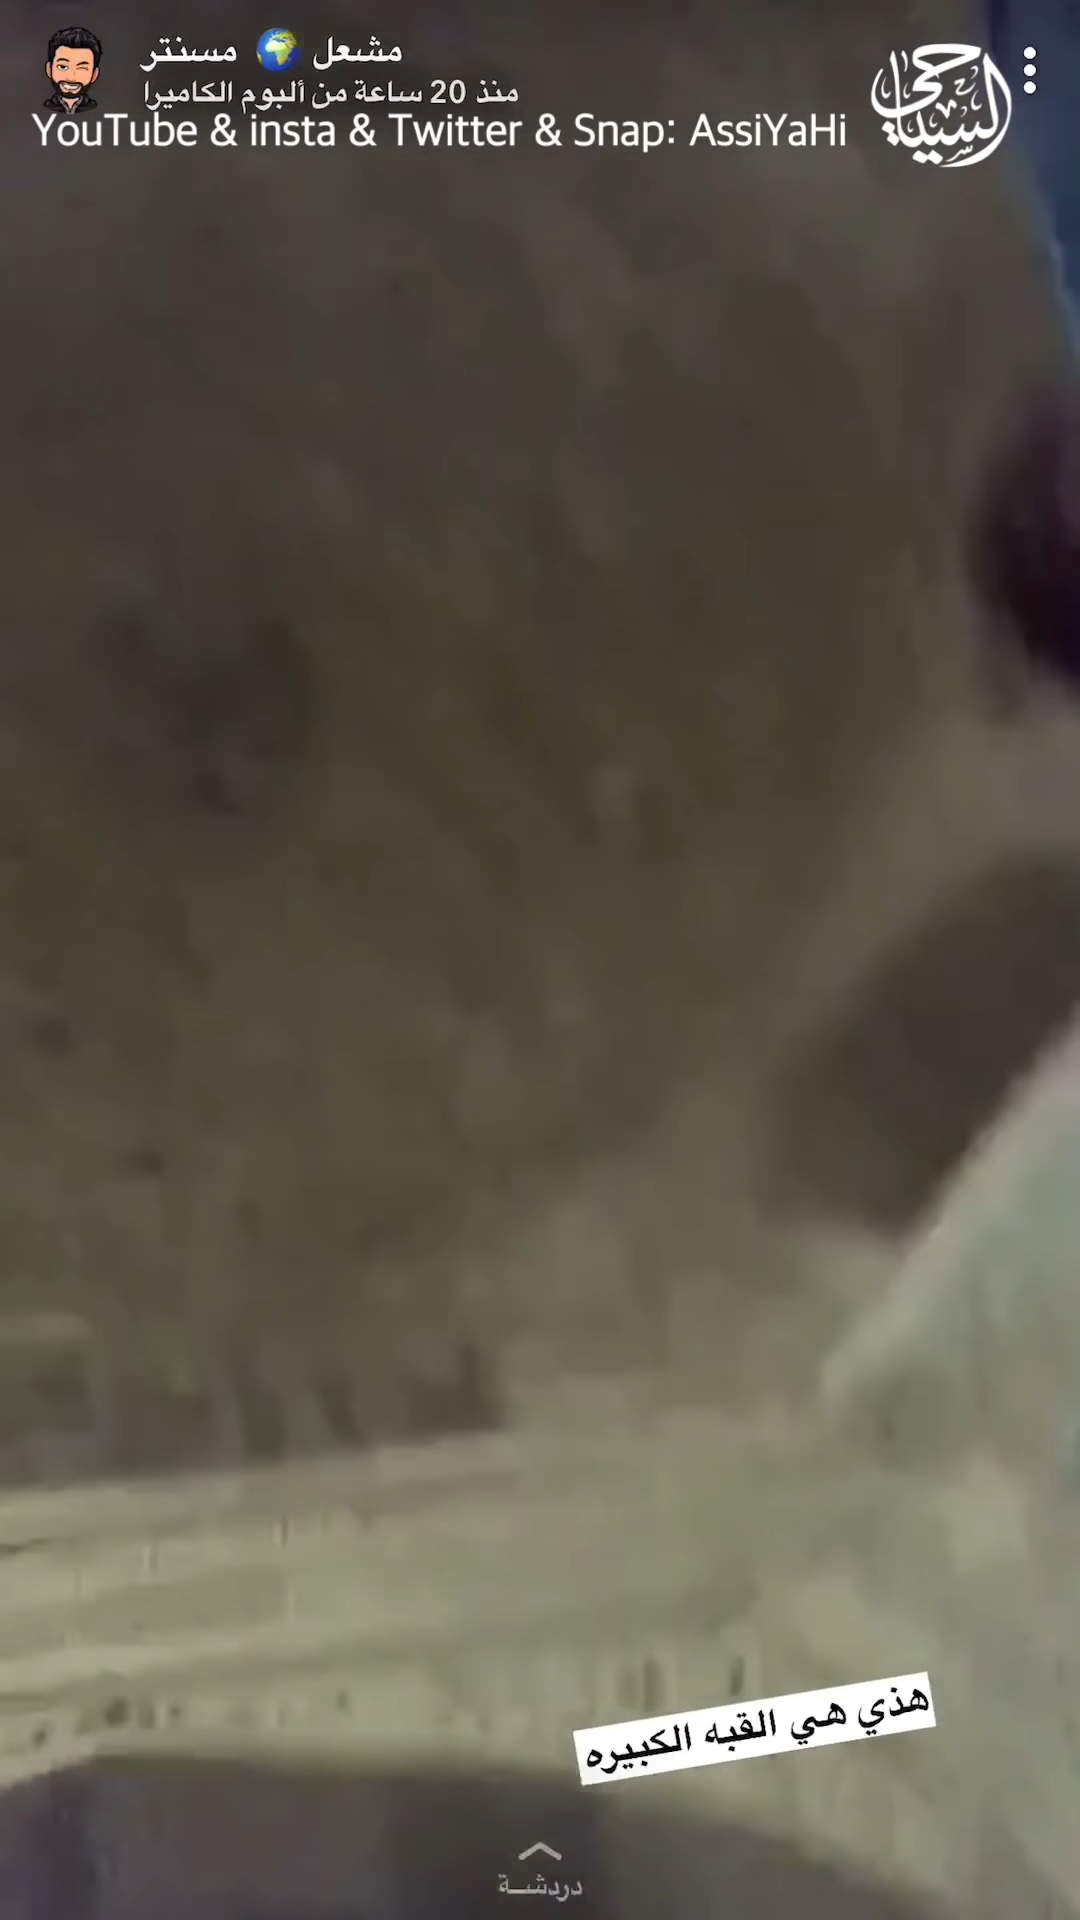 مشعل 🌍 مسنتر
منذ 20 ساعة من ألبوم الكاميرا
YouTube & insta & Twitter & Snap: AssiYaHi
السياحي
هذي هي القبه الكبيره
دردشة